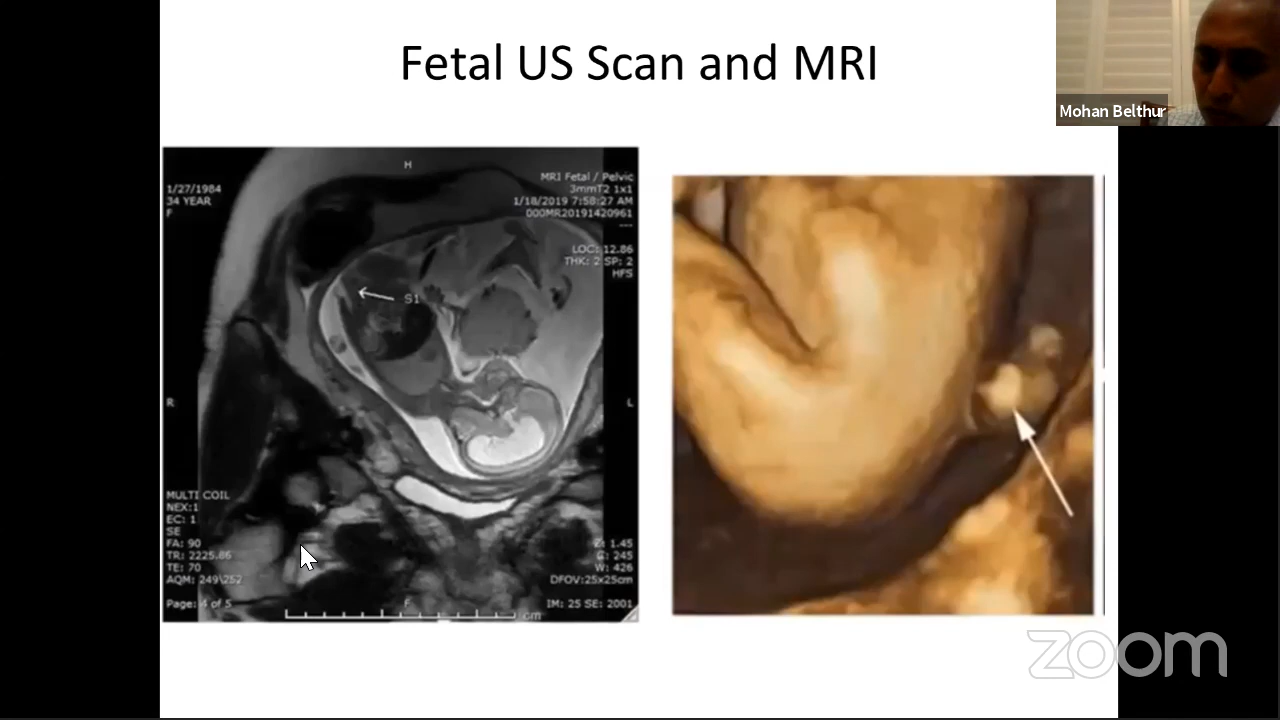 Fetal US Scan and MRI
Mohan Belthur
H
1/27/1984
34 YEAR
F
MRI Fetal / Pelvic
3mmT2 1x1
1/18/2019 7:58:27 AM
000MR20191420961
---
LOC: 12.86
THK: 2 SP: 2
HFS
S1
R
L
MULTI COIL
NEX:1
EC: 1
SE
FA: 90
TR: 2225.86
TE: 70
AQM: 249\252
Page: 4 of 5
F
cm
Z: 1.45
C: 245
W: 426
DFOV:25x25cm
IM: 25 SE: 2001
zoom